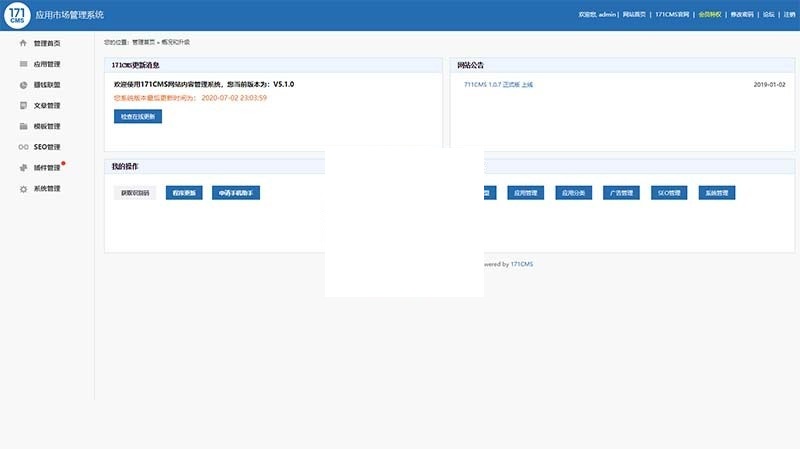 171
CMS
应用市场管理系统
欢迎您, admin | 网站首页 | 171CMS官网 | 会员特权 | 修改密码 | 论坛 | 注销
管理首页
应用管理
赚钱联盟
文章管理
模板管理
SEO管理
插件管理
系统管理
您的位置: 管理首页 » 概况和升级
171CMS更新消息
欢迎使用171CMS网站内容管理系统, 您当前版本为: V5.1.0
您系统版本最后更新时间为: 2020-07-02 23:03:59
检查在线更新
网站公告
711CMS 1.0.7 正式版 上线 2019-01-02
我的操作
获取识别码 程序更新 申请手机助手
应用管理 应用分类 广告管理 SEO管理 系统管理
wered by 171CMS